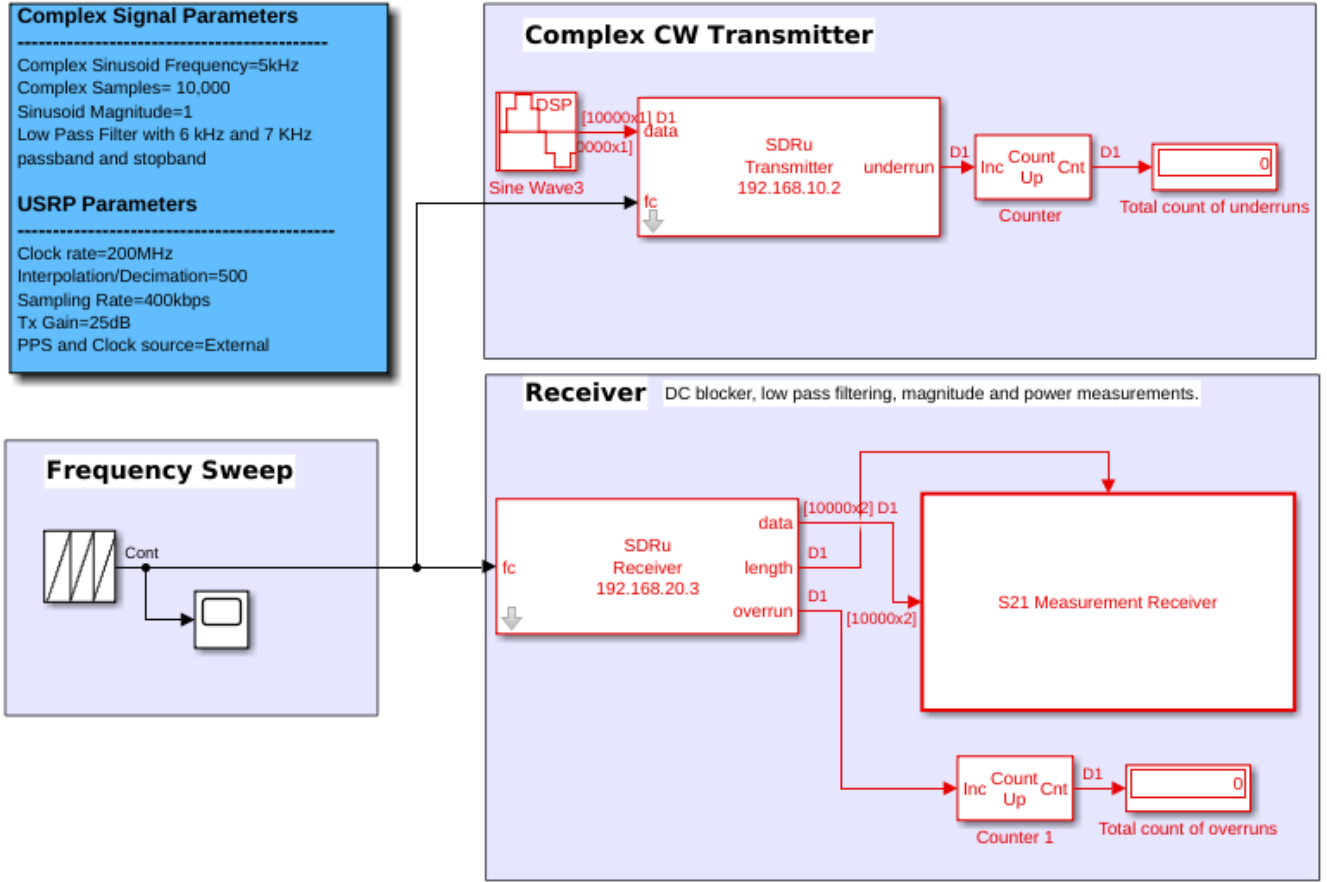 Complex Signal Parameters
--------------------------------------------
Complex Sinusoid Frequency=5kHz
Complex Samples= 10,000
Sinusoid Magnitude=1
Low Pass Filter with 6 kHz and 7 KHz
passband and stopband
USRP Parameters
---------------------------------------------
Clock rate=200MHz
Interpolation/Decimation=500
Sampling Rate=400kbps
Tx Gain=25dB
PPS and Clock source=External
Complex CW Transmitter
DSP
Sine Wave3
[10000x1] D1
0000x1]
data
fc
SDRu
Transmitter
192.168.10.2
underrun
D1
Inc
Count
Up
Cnt
Counter
D1
0
Total count of underruns
Frequency Sweep
Cont
Receiver
DC blocker, low pass filtering, magnitude and power measurements.
fc
SDRu
Receiver
192.168.20.3
data
length
overrun
[10000x2] D1
D1
D1
[10000x2]
S21 Measurement Receiver
Inc
Count
Up
Cnt
Counter 1
D1
0
Total count of overruns